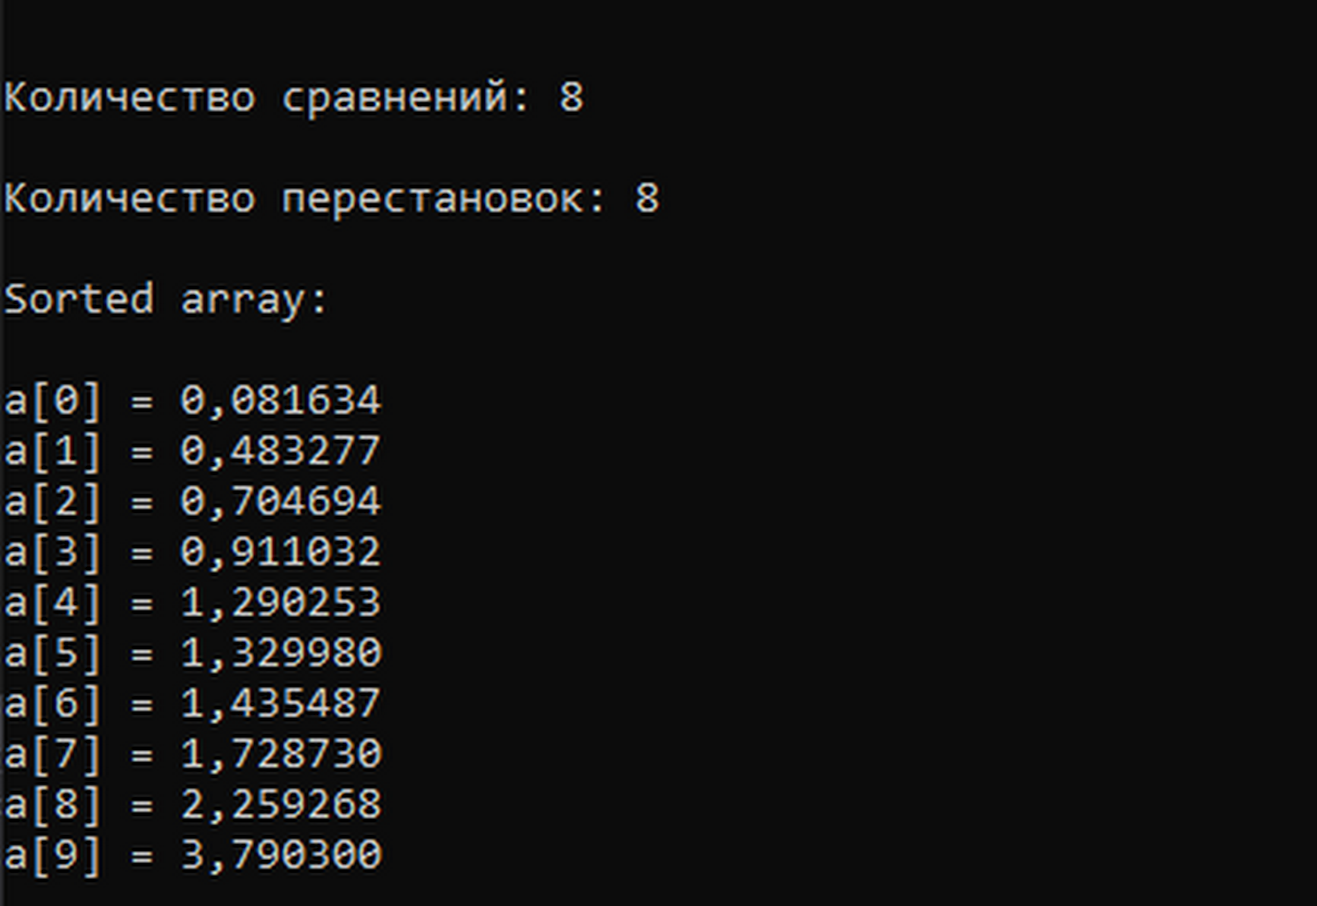 Количество сравнений: 8
Количество перестановок: 8
Sorted array:
a[0] = 0,081634
a[1] = 0,483277
a[2] = 0,704694
a[3] = 0,911032
a[4] = 1,290253
a[5] = 1,329980
a[6] = 1,435487
a[7] = 1,728730
a[8] = 2,259268
a[9] = 3,790300